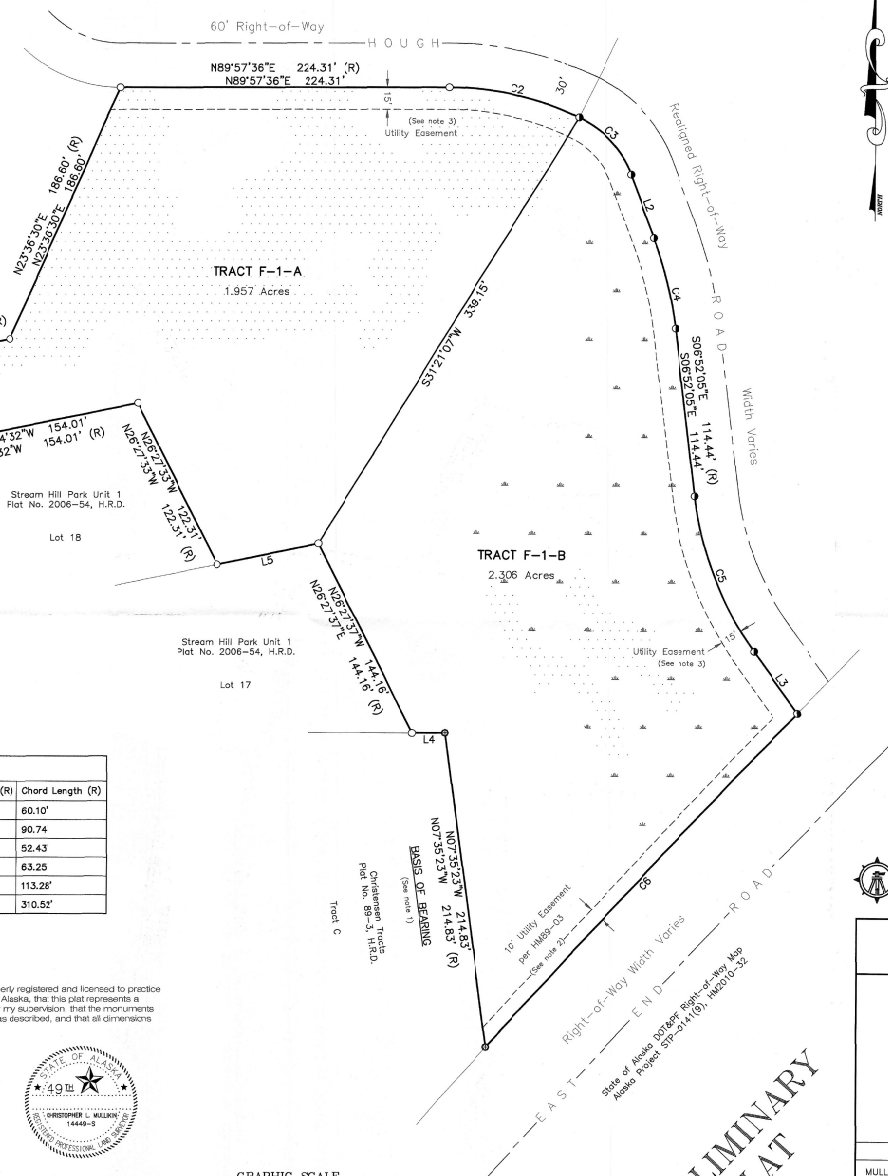 60' Right-of-Way
HOUGH
N89°57'36"E 224.31' (R)
N89°57'36"E 224.31'
C2
30'
15'
(See note 3)
Utility Easement
C3
Realigned Right-of-Way
L2
NORTH
N23°36'30"E 186.60' (R)
N23°36'30"E 186.60'
TRACT F-1-A
1.957 Acres
S31°21'07"W 339.15'
C4
ROAD
S06°52'05"E 114.44' (R)
S06°52'05"E 114.44'
Width Varies
R)
4'32"W 154.01'
32"W 154.01' (R)
N26°27'33"W 122.31'
N26°27'33"W 122.31' (R)
Stream Hill Park Unit 1
Plat No. 2006-54, H.R.D.
Lot 18
L5
TRACT F-1-B
2.306 Acres
C5
N26°27'37"W 144.16'
N26°27'37"E 144.16' (R)
Stream Hill Park Unit 1
Plat No. 2006-54, H.R.D.
Lot 17
15'
Utility Easement
(See note 3)
L3
L4
(R) Chord Length (R)
60.10'
90.74
52.43
63.25
113.28'
310.52'
N07°35'23"W 214.83'
N07°35'23"W 214.83' (R)
BASIS OF BEARING
(See note 1)
Christensen Tracts
Plat No. 89-3, H.R.D.
Tract C
C6
10' Utility Easement
per HM89-03
(See note 2)
Right-of-Way Width Varies
EAST END ROAD
State of Alaska DOT&PF Right-of-Way Map
Alaska Project STP-0141(9), HM2010-32
erly registered and licensed to practice
Alaska, that this plat represents a
my supervision that the monuments
as described, and that all dimensions
STATE OF ALASKA
49TH
CHRISTOPHER L. MULLIKIN
14449-S
REGISTERED PROFESSIONAL LAND SURVEYOR
GRAPHIC SCALE
LIMINARY
LAT
MULL